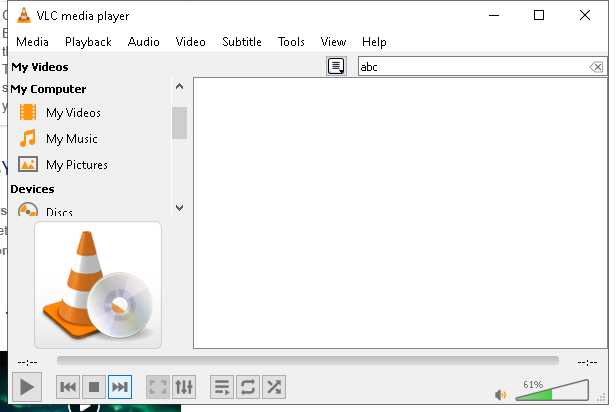 VLC media player
Media Playback Audio Video Subtitle Tools View Help
My Videos
abc
My Computer
My Videos
My Music
My Pictures
Devices
Discs
--:-- --:--
61%